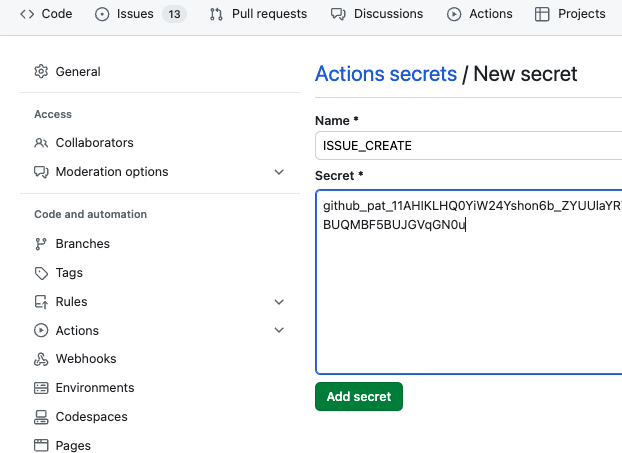 Code
Issues
13
Pull requests
Discussions
Actions
Projects
General
Access
Collaborators
Moderation options
Code and automation
Branches
Tags
Rules
Actions
Webhooks
Environments
Codespaces
Pages
Actions secrets / New secret
Name *
ISSUE_CREATE
Secret *
github_pat_11AHIKLHQ0YiW24Yshon6b_ZYUUlaYR
BUQMBF5BUJGVqGN0u
Add secret